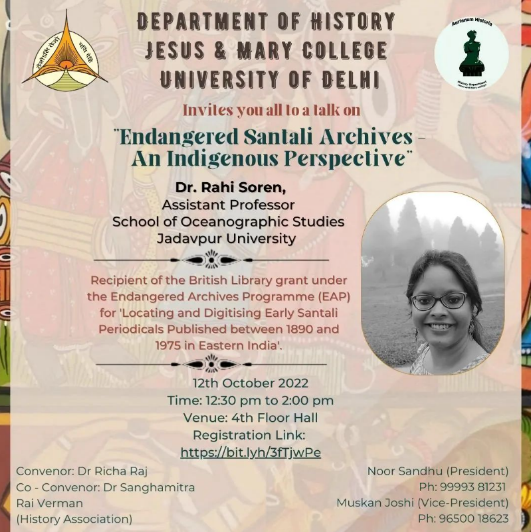 DEPARTMENT OF HISTORY
JESUS & MARY COLLEGE
UNIVERSITY OF DELHI
Invites you all to a talk on
"Endangered Santali Archives –
An Indigenous Perspective"
Dr. Rahi Soren,
Assistant Professor
School of Oceanographic Studies
Jadavpur University
Recipient of the British Library grant under
the Endangered Archives Programme (EAP)
for 'Locating and Digitising Early Santali
Periodicals Published between 1890 and
1975 in Eastern India'.
12th October 2022
Time: 12:30 pm to 2:00 pm
Venue: 4th Floor Hall
Registration Link:
https://bit.lyh/3fTjwPe
Convenor: Dr Richa Raj
Co - Convenor: Dr Sanghamitra
Rai Verman
(History Association)
Noor Sandhu (President)
Ph: 99993 81231
Muskan Joshi (Vice-President)
Ph: 96500 18623